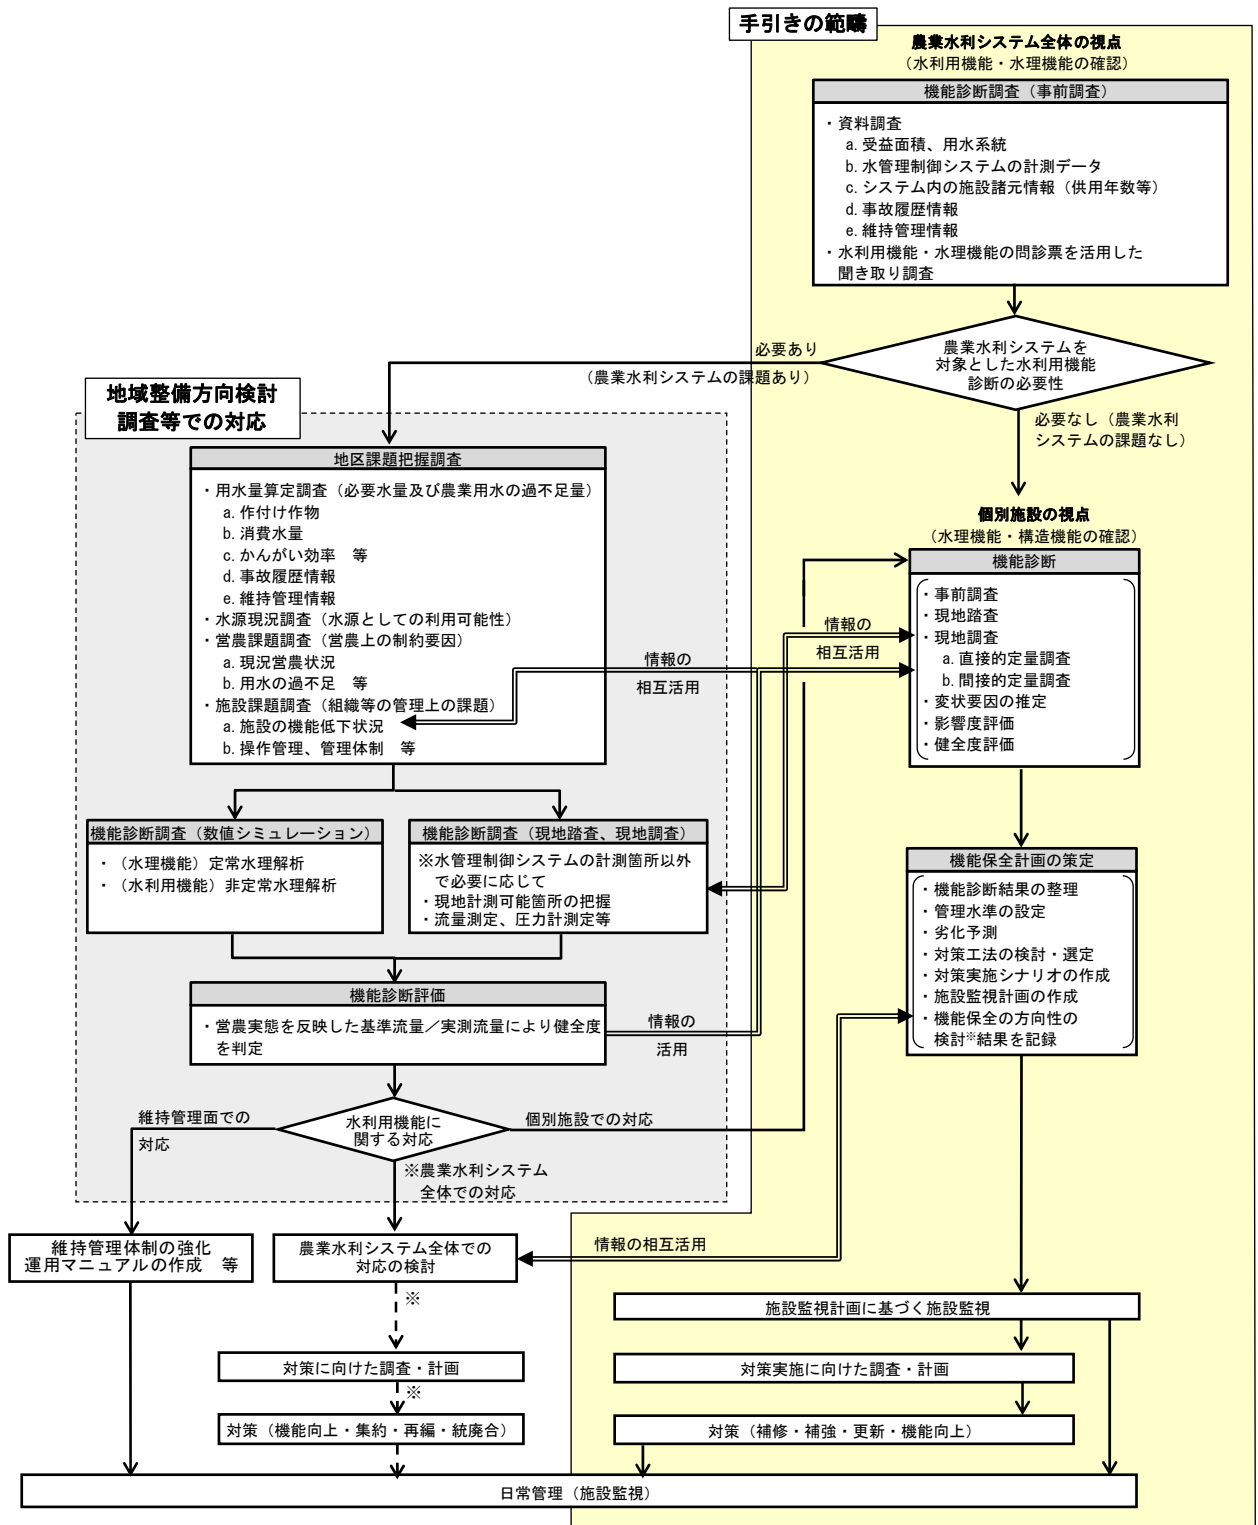 手引きの範疇
農業水利システム全体の視点
（水利用機能・水理機能の確認）
機能診断調査（事前調査）
・資料調査
a. 受益面積、用水系統
b. 水管理制御システムの計測データ
c. システム内の施設諸元情報（供用年数等）
d. 事故履歴情報
e. 維持管理情報
・水利用機能・水理機能の問診票を活用した
聞き取り調査
農業水利システムを
対象とした水利用機能
診断の必要性
必要あり
（農業水利システムの課題あり）
必要なし（農業水利
システムの課題なし）
地域整備方向検討
調査等での対応
地区課題把握調査
・用水量算定調査（必要水量及び農業用水の過不足量）
a. 作付け作物
b. 消費水量
c. かんがい効率　等
d. 事故履歴情報
e. 維持管理情報
・水源現況調査（水源としての利用可能性）
・営農課題調査（営農上の制約要因）
a. 現況営農状況
b. 用水の過不足　等
・施設課題調査（組織等の管理上の課題）
a. 施設の機能低下状況
b. 操作管理、管理体制　等
情報の
相互活用
情報の
相互活用
個別施設の視点
（水理機能・構造機能の確認）
機能診断
・事前調査
・現地踏査
・現地調査
a. 直接的定量調査
b. 間接的定量調査
・変状要因の推定
・影響度評価
・健全度評価
機能診断調査（数値シミュレーション）
・（水理機能）定常水理解析
・（水利用機能）非定常水理解析
機能診断調査（現地踏査、現地調査）
※水管理制御システムの計測箇所以外
で必要に応じて
・現地計測可能箇所の把握
・流量測定、圧力計測定等
機能保全計画の策定
・機能診断結果の整理
・管理水準の設定
・劣化予測
・対策工法の検討・選定
・対策実施シナリオの作成
・施設監視計画の作成
・機能保全の方向性の
検討※結果を記録
機能診断評価
・営農実態を反映した基準流量／実測流量により健全度
を判定
情報の
活用
水利用機能に
関する対応
維持管理面での
対応
個別施設での対応
※農業水利システム
全体での対応
維持管理体制の強化
運用マニュアルの作成　等
農業水利システム全体での
対応の検討
情報の相互活用
※
対策に向けた調査・計画
※
対策（機能向上・集約・再編・統廃合）
施設監視計画に基づく施設監視
対策実施に向けた調査・計画
対策（補修・補強・更新・機能向上）
日常管理（施設監視）